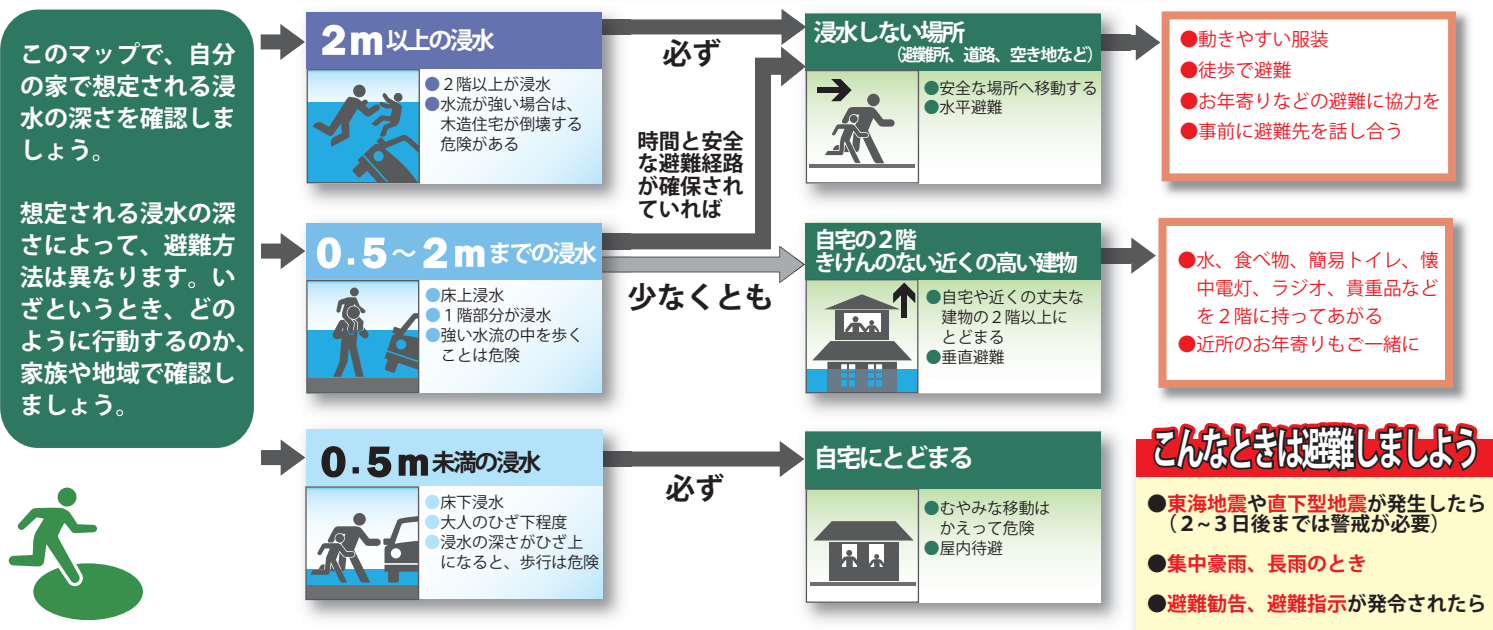 このマップで、自分
の家で想定される浸
水の深さを確認しま
しょう。
想定される浸水の深
さによって、避難方
法は異なります。い
ざというとき、どの
ように行動するのか、
家族や地域で確認し
ましょう。
2m以上の浸水
●２階以上が浸水
●水流が強い場合は、
木造住宅が倒壊する
危険がある
必ず
浸水しない場所
(避難所、道路、空き地など)
●安全な場所へ移動する
●水平避難
●動きやすい服装
●徒歩で避難
●お年寄りなどの避難に協力を
●事前に避難先を話し合う
時間と安全
な避難経路
が確保され
ていれば
0.5～2mまでの浸水
●床上浸水
●１階部分が浸水
●強い水流の中を歩く
ことは危険
少なくとも
自宅の２階
きけんのない近くの高い建物
●自宅や近くの丈夫な
建物の２階以上に
とどまる
●垂直避難
●水、食べ物、簡易トイレ、懐
中電灯、ラジオ、貴重品など
を２階に持ってあがる
●近所のお年寄りもご一緒に
0.5m未満の浸水
●床下浸水
●大人のひざ下程度
●浸水の深さがひざ上
になると、歩行は危険
必ず
自宅にとどまる
●むやみな移動は
かえって危険
●屋内待避
こんなときは避難しましよう
●東海地震や直下型地震が発生したら
（２~３日後までは警戒が必要）
●集中豪雨、長雨のとき
●避難勧告、避難指示が発令されたら